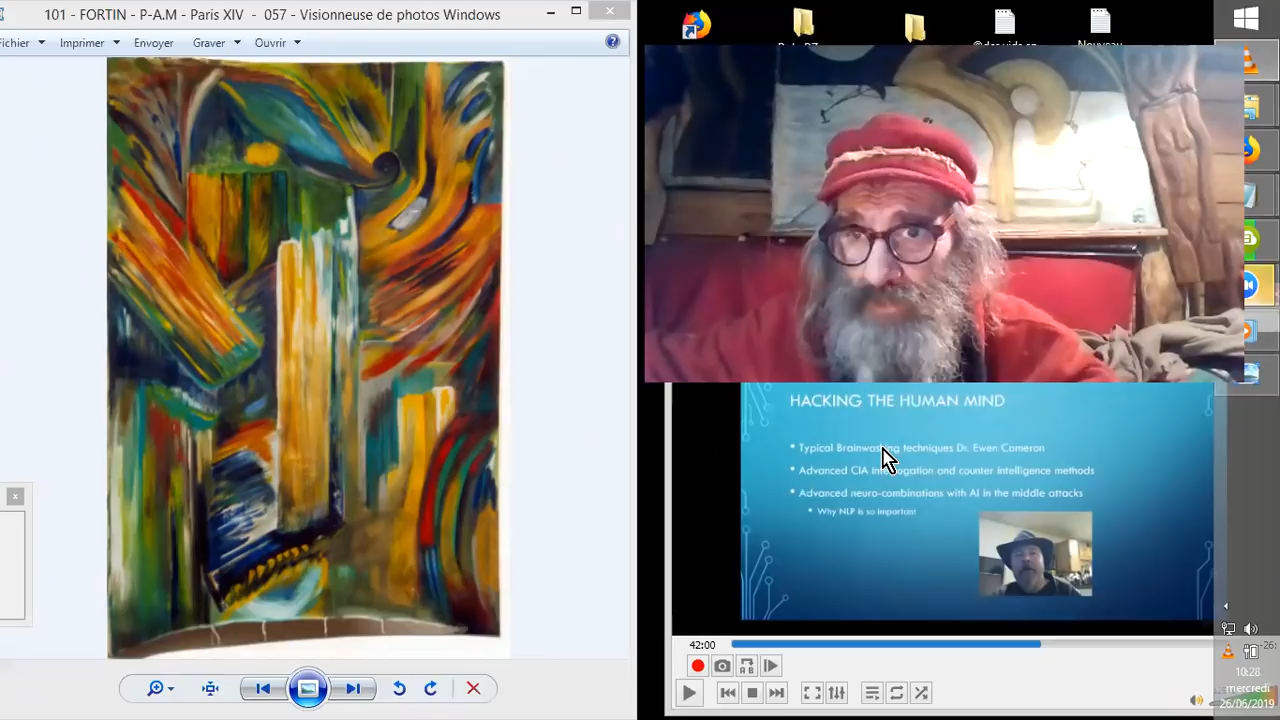 101 - FORTIN - P-A-M - Paris XIV - 057 - Visionneuse de photos Windows
ichier Imprimer Envoyer Graver Ouvrir
HACKING THE HUMAN MIND
• Typical Brainwashing techniques Dr. Ewen Cameron
• Advanced CIA interrogation and counter intelligence methods
• Advanced neuro-combinations with AI in the middle attacks
• Why NLP is so important
42:00
-26:
10:28
mercredi
26/06/2019